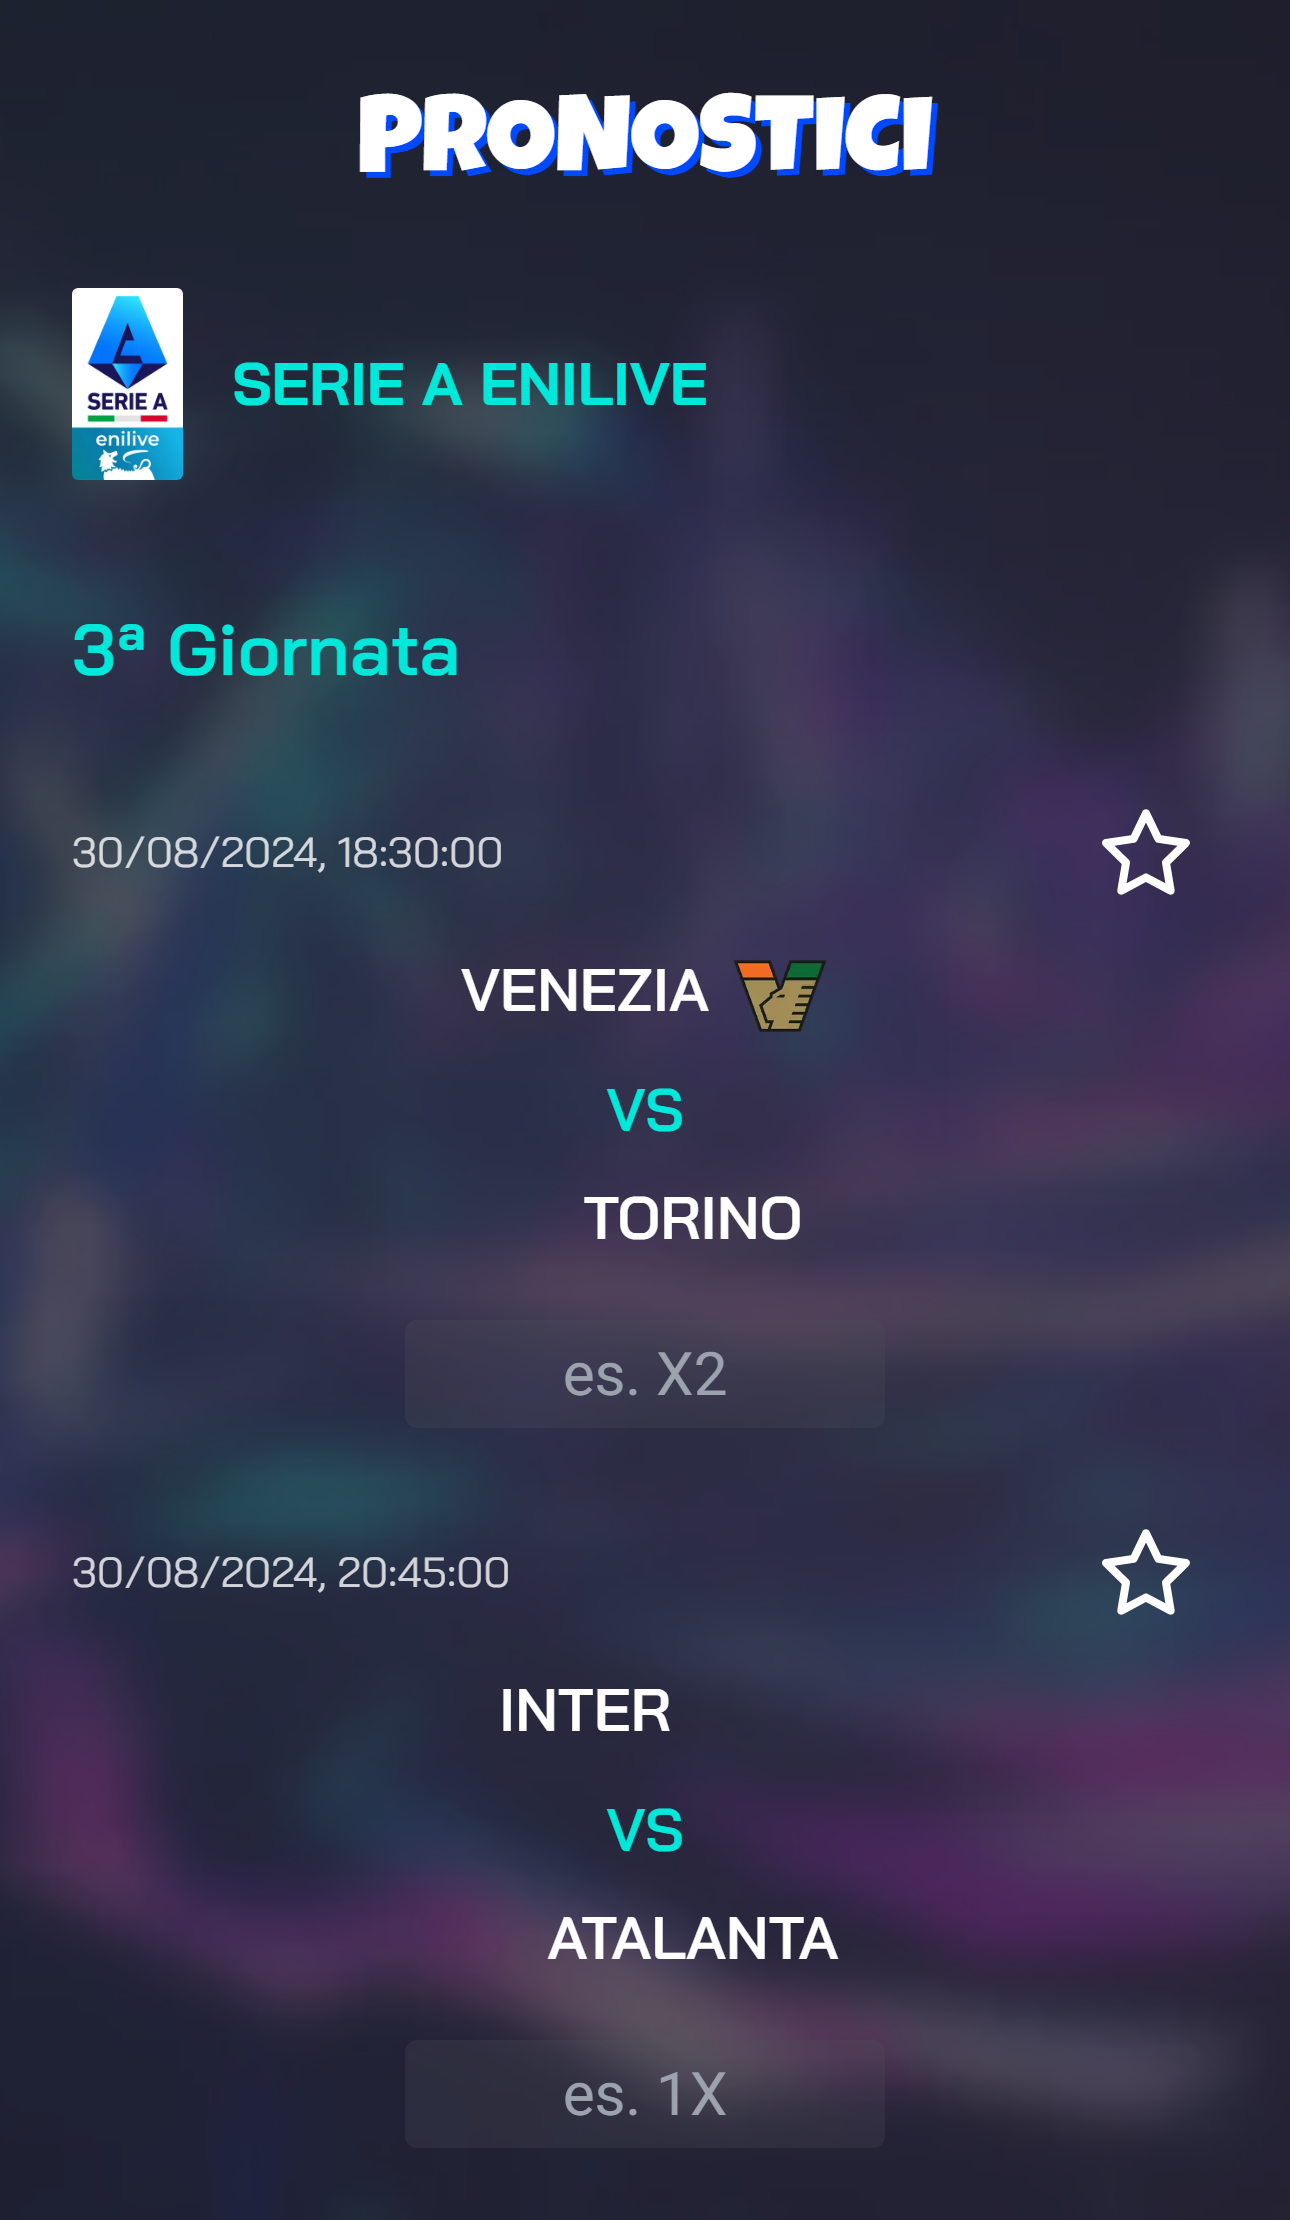 PRONOSTICI
SERIE A
enilive
SERIE A ENILIVE
3ª Giornata
30/08/2024, 18:30:00
VENEZIA
VS
TORINO
es. X2
30/08/2024, 20:45:00
INTER
VS
ATALANTA
es. 1X